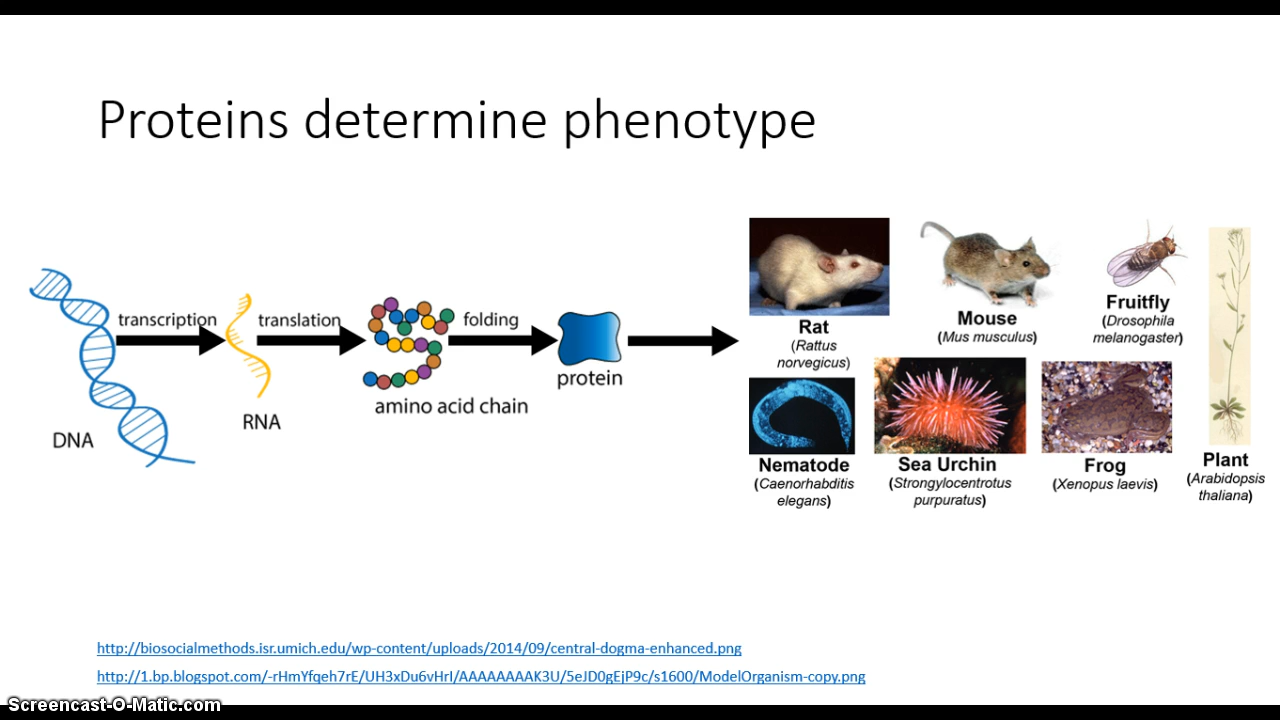 Proteins determine phenotype
transcription
translation
folding
DNA
RNA
amino acid chain
protein
Rat
(Rattus
norvegicus)
Mouse
(Mus musculus)
Fruitfly
(Drosophila
melanogaster)
Nematode
(Caenorhabditis
elegans)
Sea Urchin
(Strongylocentrotus
purpuratus)
Frog
(Xenopus laevis)
Plant
(Arabidopsis
thaliana)
http://biosocialmethods.isr.umich.edu/wp-content/uploads/2014/09/central-dogma-enhanced.png
http://1.bp.blogspot.com/-rHmYfqeh7rE/UH3xDu6vHrI/AAAAAAAAK3U/5eJD0gEjP9c/s1600/ModelOrganism-copy.png
Screencast-O-Matic.com